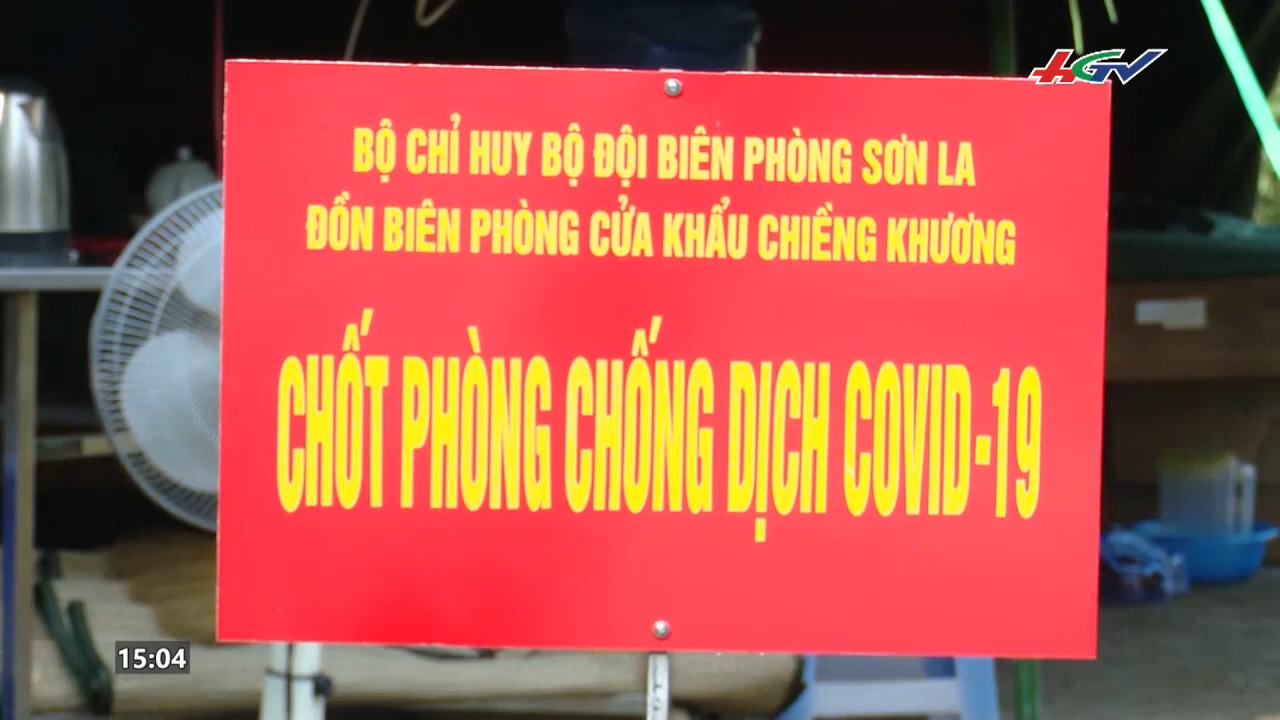 HGV
BỘ CHỈ HUY BỘ ĐỘI BIÊN PHÒNG SƠN LA
ĐỒN BIÊN PHÒNG CỬA KHẨU CHIỀNG KHƯƠNG
CHỐT PHÒNG CHỐNG DỊCH COVID-19
15:04